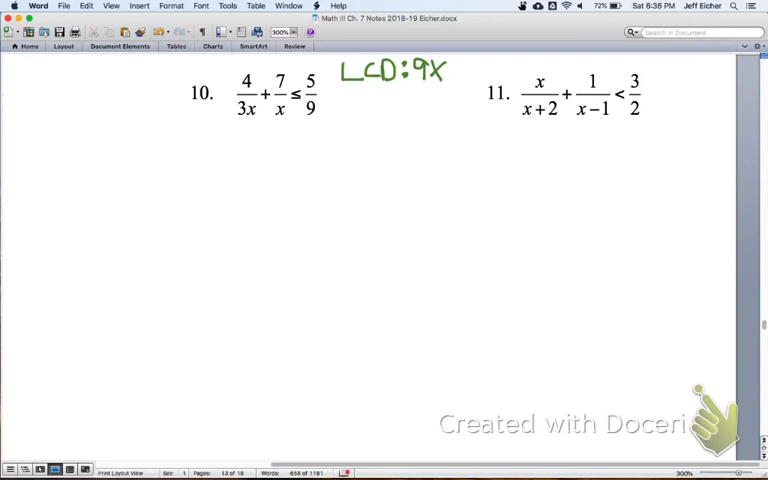 Word File Edit View Insert Format Font Tools Table Window Help 72% Sat 6:36 PM Jeff Eicher
Math III Ch. 7 Notes 2018-19 Eicher.docx
300% Search in Document
Home Layout Document Elements Tables Charts SmartArt Review
LCD: 9x
10. 4/3x + 7/x ≤ 5/9
11. x/x+2 + 1/x−1 < 3/2
Created with Doceri
Print Layout View Sec 1 Pages: 13 of 18 Words: 658 of 1181 300%